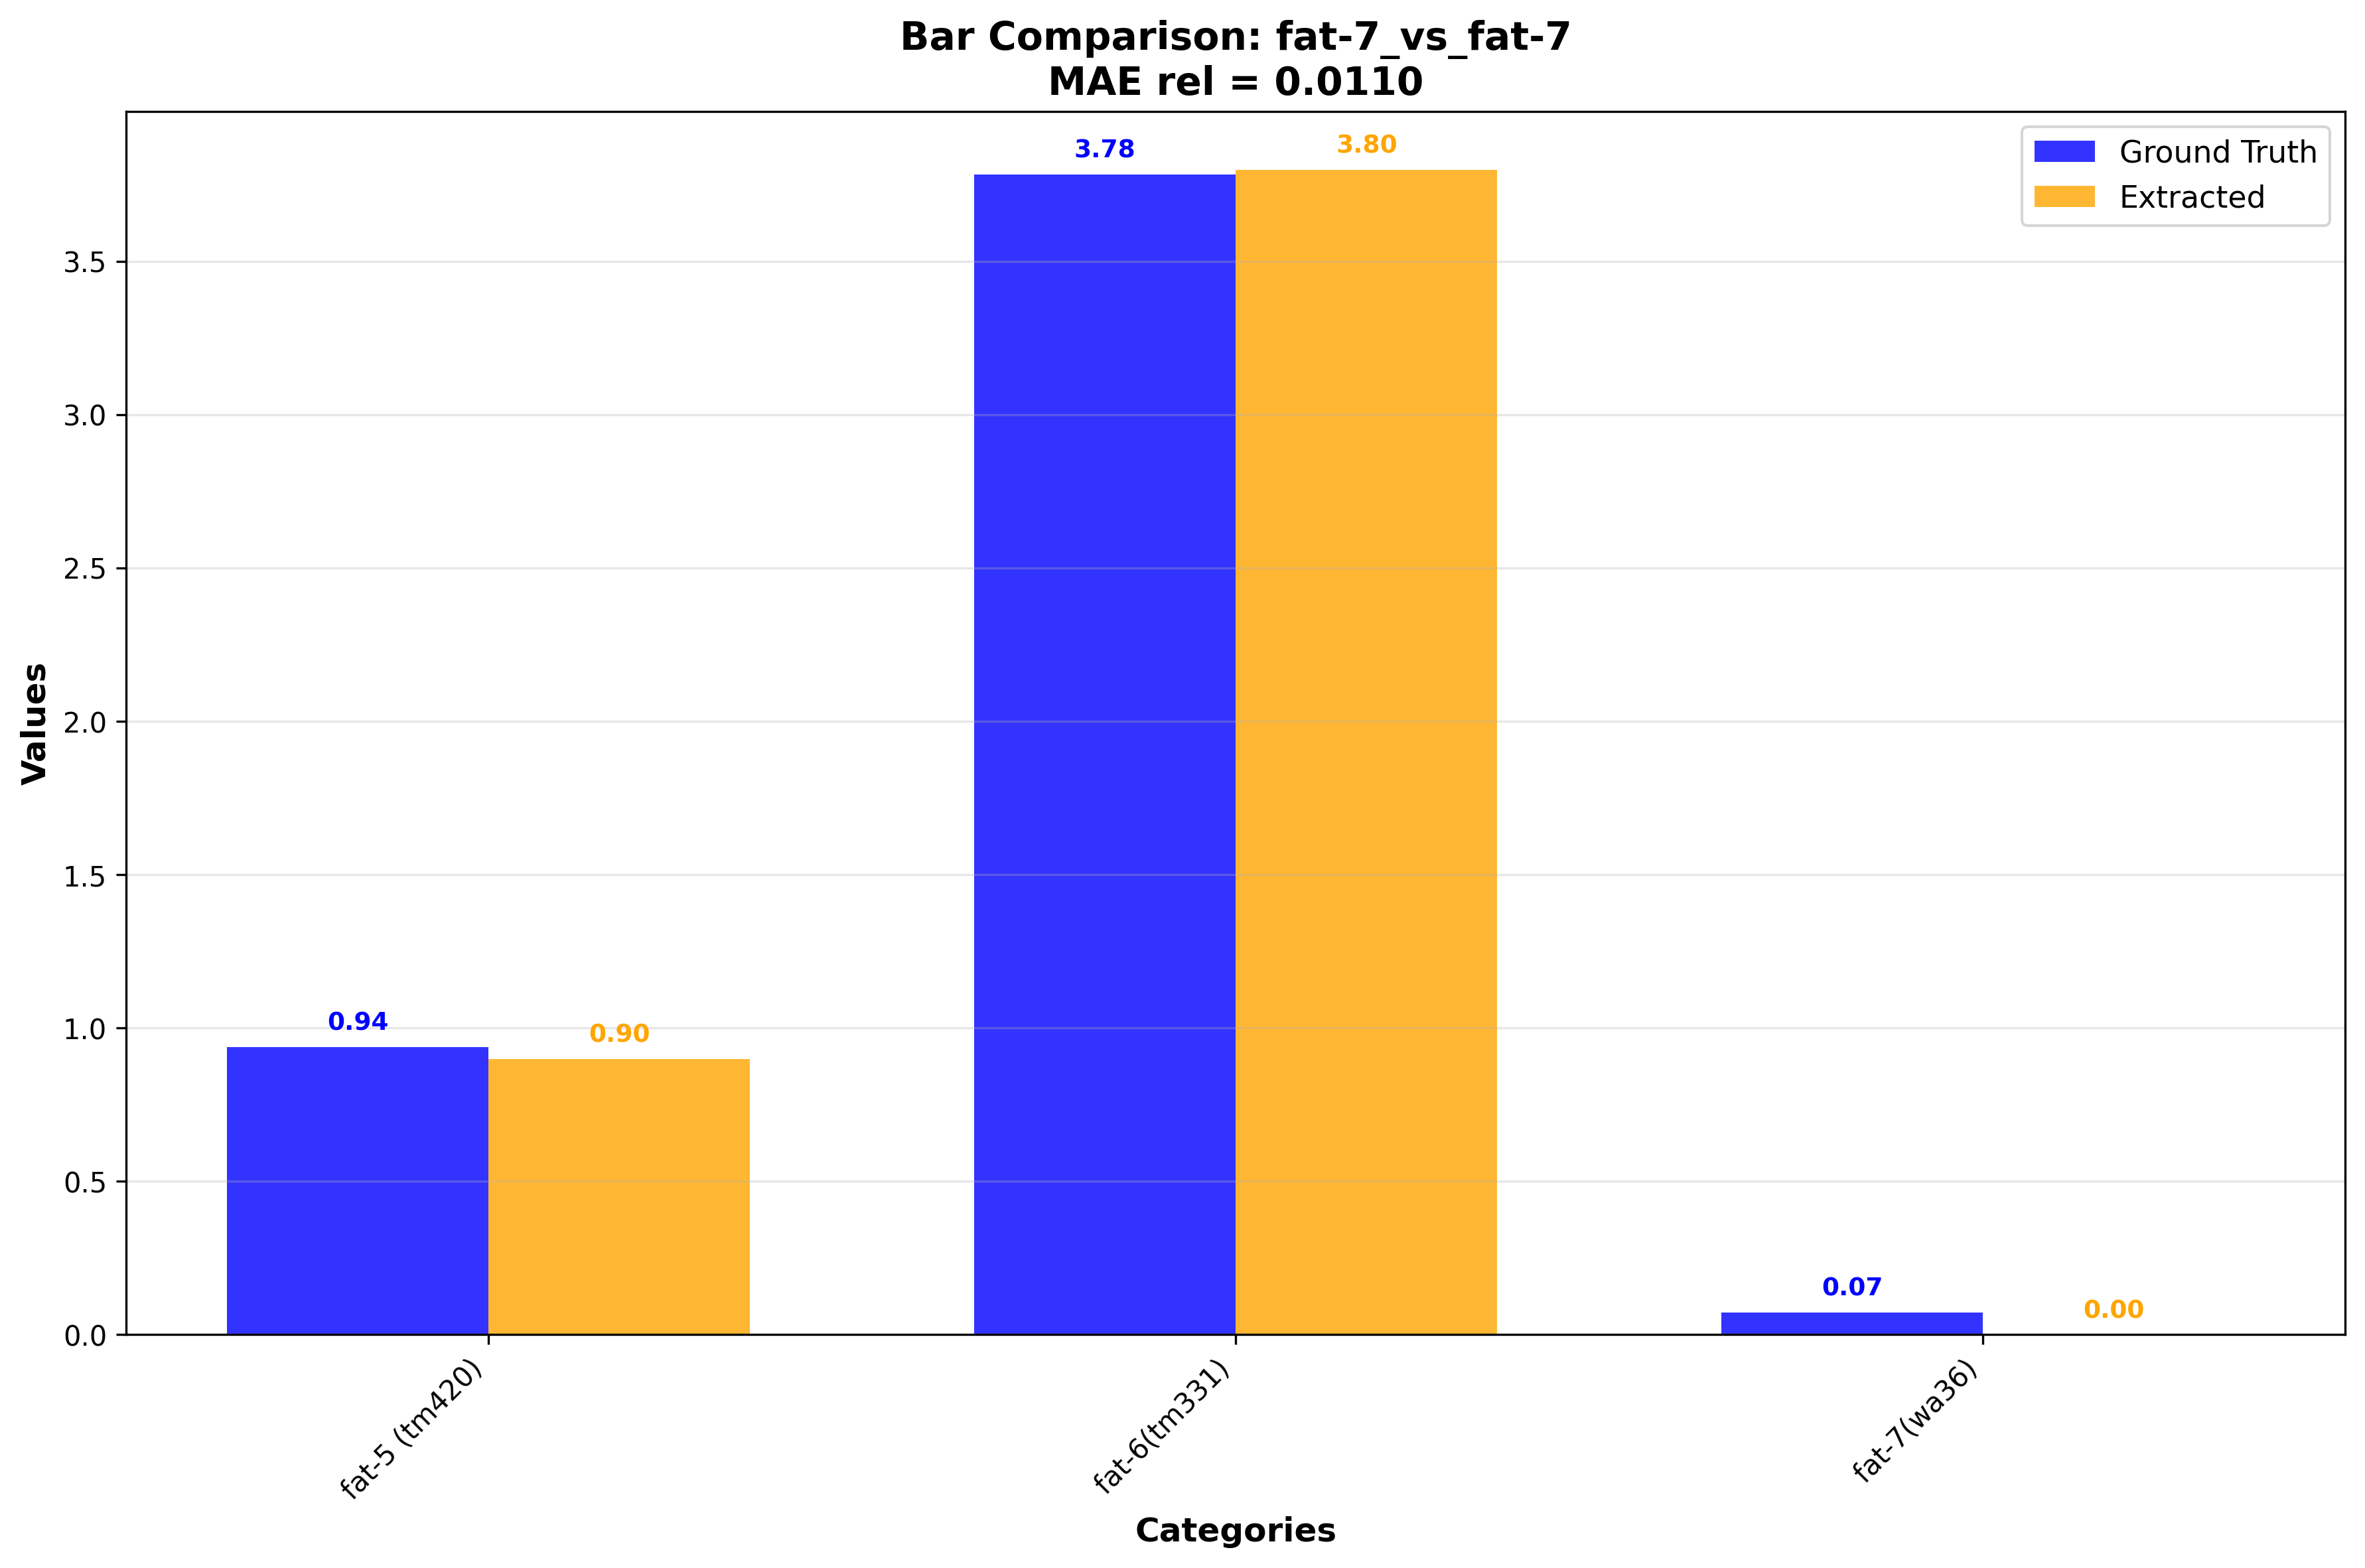 Bar Comparison: fat-7_vs_fat-7
MAE rel = 0.0110
Ground Truth
Extracted
Values
3.5
3.0
2.5
2.0
1.5
1.0
0.5
0.0
0.94
0.90
3.78
3.80
0.07
0.00
fat-5 (tm420)
fat-6(tm331)
fat-7(wa36)
Categories